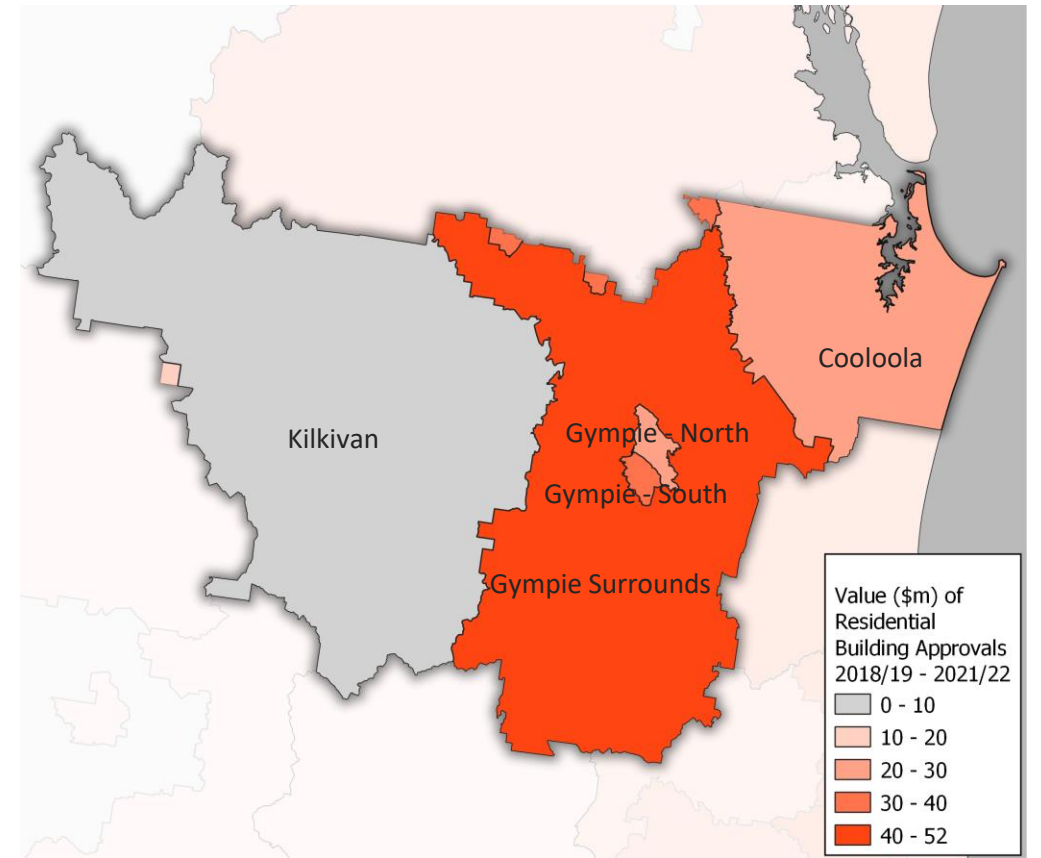 Cooloola
Kilkivan
Gympie - North
Gympie - South
Gympie Surrounds
Value ($m) of
Residential
Building Approvals
2018/19 - 2021/22
0 - 10
10 - 20
20 - 30
30 - 40
40 - 52